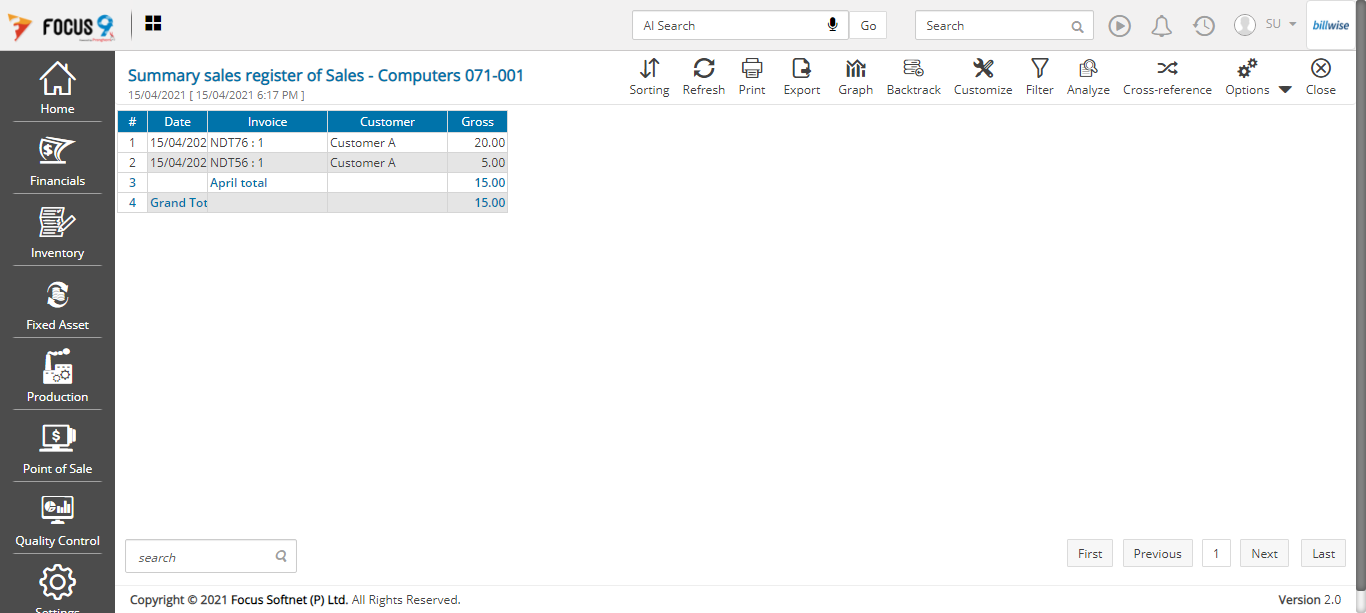 FOCUS 9
AI Search Go Search SU billwise
Home
Financials
Inventory
Fixed Asset
Production
Point of Sale
Quality Control
Settings
Summary sales register of Sales - Computers 071-001
15/04/2021 [ 15/04/2021 6:17 PM ]
Sorting Refresh Print Export Graph Backtrack Customize Filter Analyze Cross-reference Options Close
# Date Invoice Customer Gross
1 15/04/202 NDT76 : 1 Customer A 20.00
2 15/04/202 NDT56 : 1 Customer A 5.00
3 April total 15.00
4 Grand Tot 15.00
search First Previous 1 Next Last
Copyright © 2021 Focus Softnet (P) Ltd. All Rights Reserved. Version 2.0